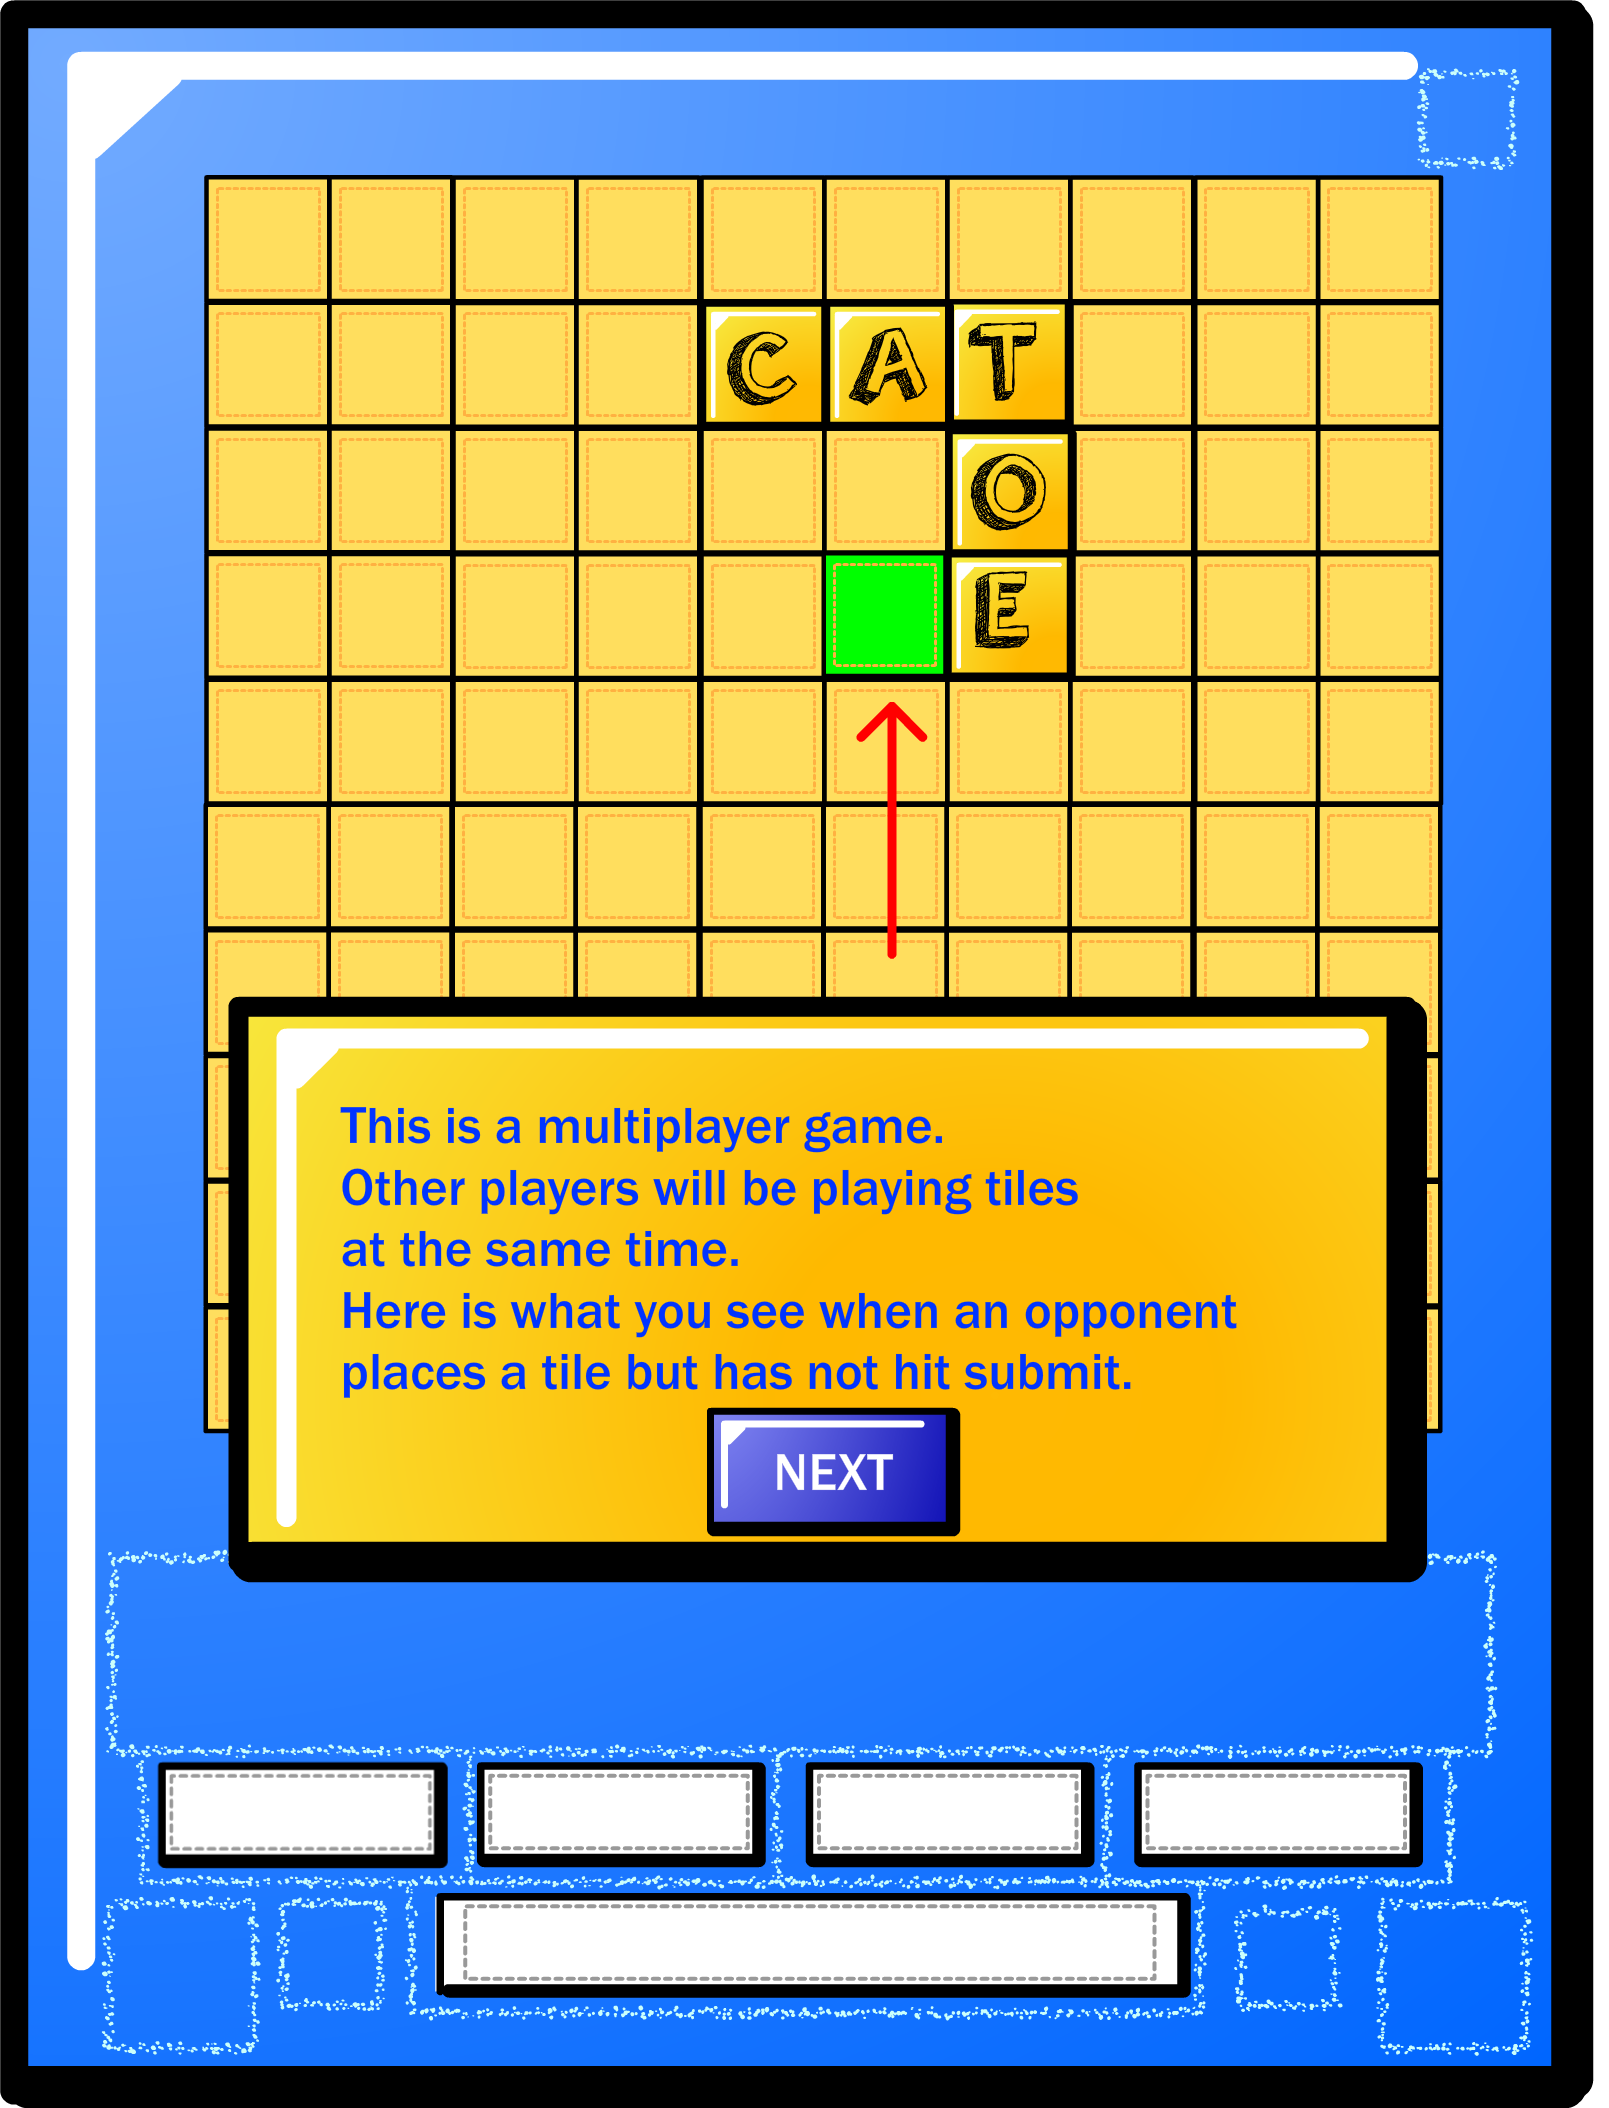 CAT
O
E
This is a multiplayer game.
Other players will be playing tiles
at the same time.
Here is what you see when an opponent
places a tile but has not hit submit.
NEXT